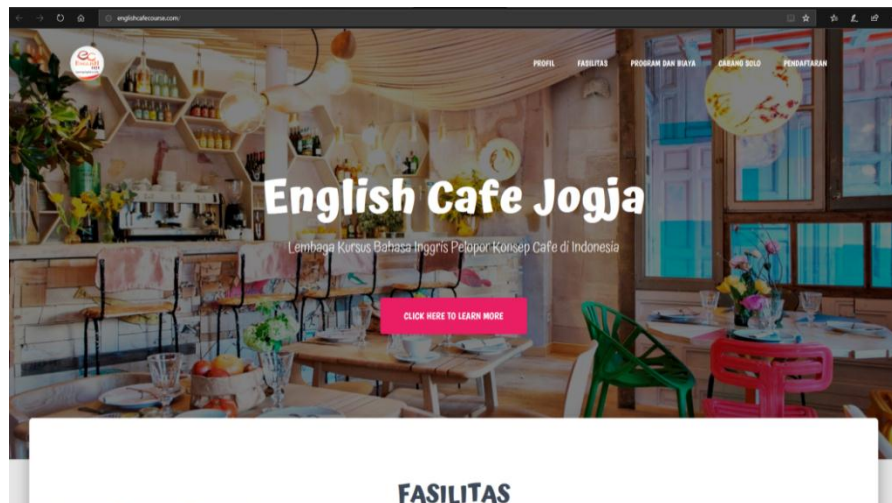 englishcafecourse.com/
PROFIL FASILITAS PROGRAM DAN BIAYA CABANG SOLO PENDAFTARAN
English Cafe Jogja
Lembaga Kursus Bahasa Inggris Pelopor Konsep Cafe di Indonesia
CLICK HERE TO LEARN MORE
FASILITAS